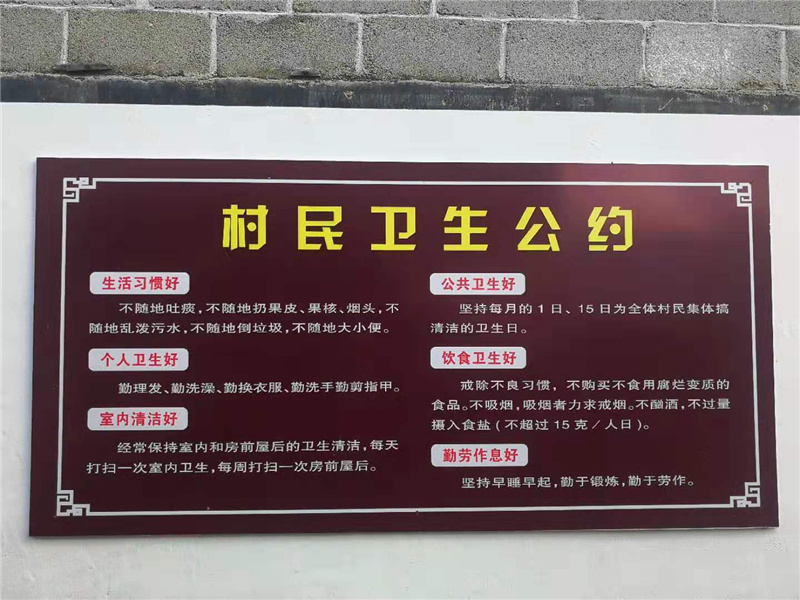 村民卫生公约
生活习惯好
不随地吐痰，不随地扔果皮、果核、烟头，不
随地乱泼污水，不随地倒垃圾，不随地大小便。
个人卫生好
勤理发、勤洗澡、勤换衣服、勤洗手勤剪指甲。
室内清洁好
经常保持室内和房前屋后的卫生清洁，每天
打扫一次室内卫生，每周打扫一次房前屋后。
公共卫生好
坚持每月的1日、15日为全体村民集体搞
清洁的卫生日。
饮食卫生好
戒除不良习惯，不购买不食用腐烂变质的
食品。不吸烟，吸烟者力求戒烟。不酗酒，不过量
摄入食盐（不超过15克／人日）。
勤劳作息好
坚持早睡早起，勤于锻炼，勤于劳作。